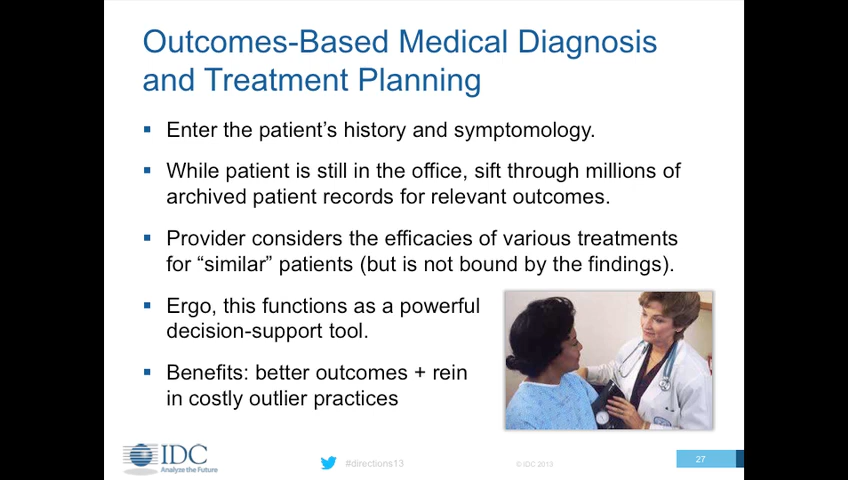 Outcomes-Based Medical Diagnosis
and Treatment Planning
Enter the patient's history and symptomology.
While patient is still in the office, sift through millions of
archived patient records for relevant outcomes.
Provider considers the efficacies of various treatments
for “similar” patients (but is not bound by the findings).
Ergo, this functions as a powerful
decision-support tool.
Benefits: better outcomes + rein
in costly outlier practices
IDC
Analyze the Future
#directions13
© IDC 2013
27